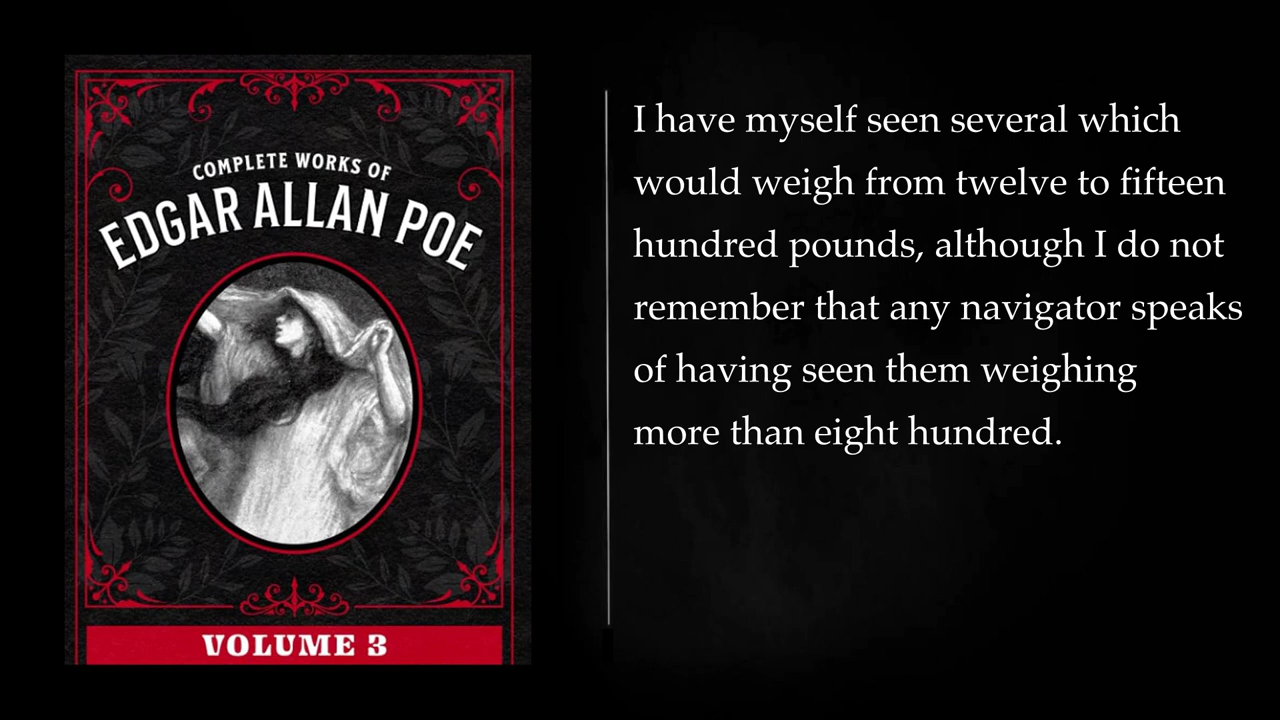 COMPLETE WORKS OF
EDGAR ALLAN POE
VOLUME 3
I have myself seen several which
would weigh from twelve to fifteen
hundred pounds, although I do not
remember that any navigator speaks
of having seen them weighing
more than eight hundred.